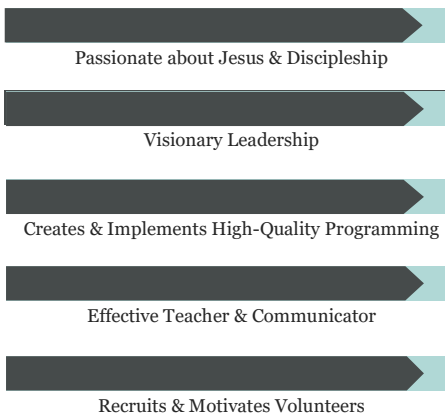 Passionate about Jesus & Discipleship
Visionary Leadership
Creates & Implements High-Quality Programming
Effective Teacher & Communicator
Recruits & Motivates Volunteers